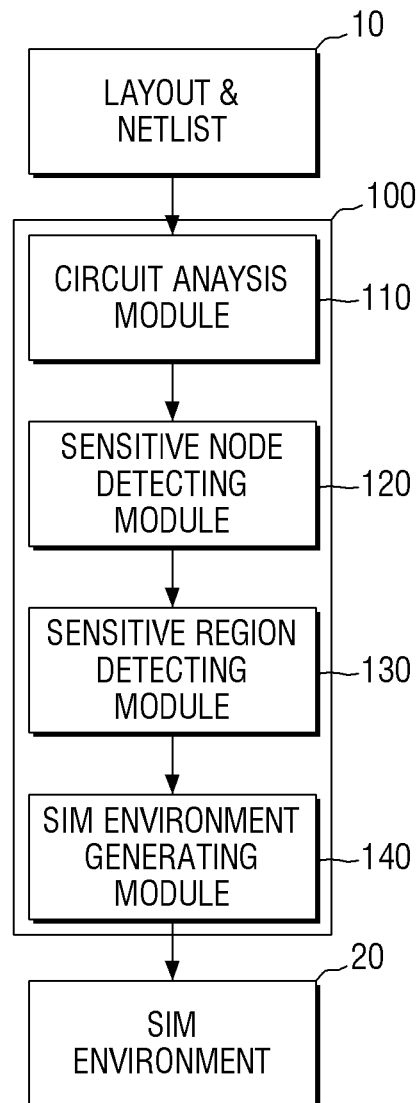 10
LAYOUT &
NETLIST
100
CIRCUIT ANAYSIS
MODULE
110
SENSITIVE NODE
DETECTING
MODULE
120
SENSITIVE REGION
DETECTING
MODULE
130
SIM ENVIRONMENT
GENERATING
MODULE
140
20
SIM
ENVIRONMENT